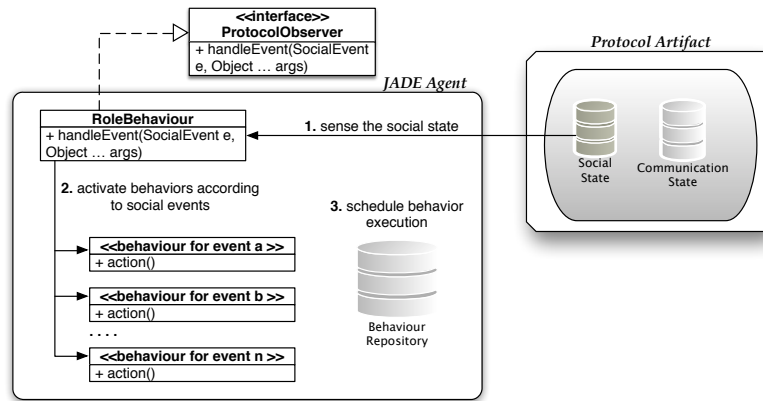 <<interface>>
ProtocolObserver
+ handleEvent(SocialEvent
e, Object ... args)
Protocol Artifact
JADE Agent
RoleBehaviour
+ handleEvent(SocialEvent e,
Object ... args)
1. sense the social state
Social
State
Communication
State
2. activate behaviors according
to social events
3. schedule behavior
execution
<<behaviour for event a >>
+ action()
<<behaviour for event b >>
+ action()
. . . .
<<behaviour for event n >>
+ action()
Behaviour
Repository